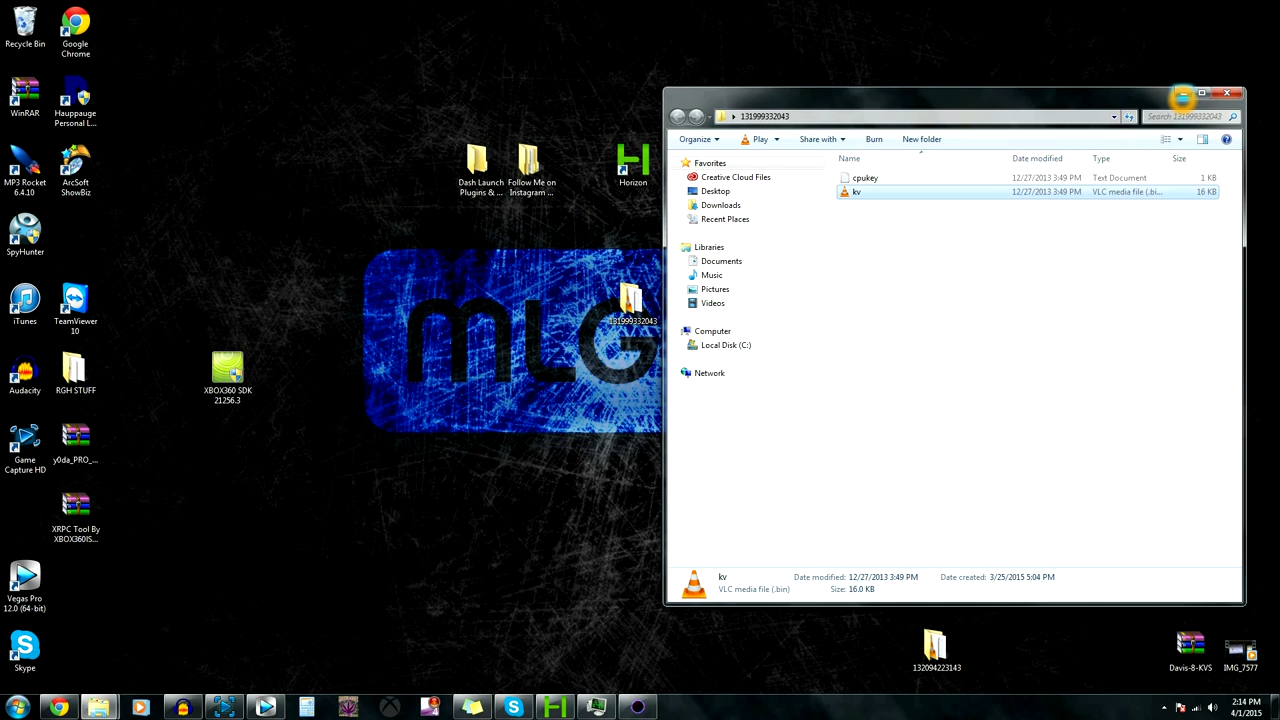 Recycle Bin
Google
Chrome
WinRAR
Hauppauge
Personal L...
MP3 Rocket
6.4.10
ArcSoft
ShowBiz
SpyHunter
iTunes
TeamViewer
10
Audacity
RGH STUFF
XBOX360 SDK
21256.3
Game
Capture HD
y0da_PRO_...
XRPC Tool By
XBOX360IS...
Vegas Pro
12.0 (64-bit)
Skype
Dash Launch
Plugins & ...
Follow Me on
Instagram ...
H
Horizon
MLG
131999332043
131999332043
Search 131999332043
Organize
Play
Share with
Burn
New folder
Favorites
Creative Cloud Files
Desktop
Downloads
Recent Places
Libraries
Documents
Music
Pictures
Videos
Computer
Local Disk (C:)
Network
Name
Date modified
Type
Size
cpukey
12/27/2013 3:49 PM
Text Document
1 KB
kv
12/27/2013 3:49 PM
VLC media file (.bi...
16 KB
kv
Date modified: 12/27/2013 3:49 PM
Date created: 3/25/2015 5:04 PM
VLC media file (.bin)
Size: 16.0 KB
132094223143
Davis-8-KVS
IMG_7577
2:14 PM
4/1/2015